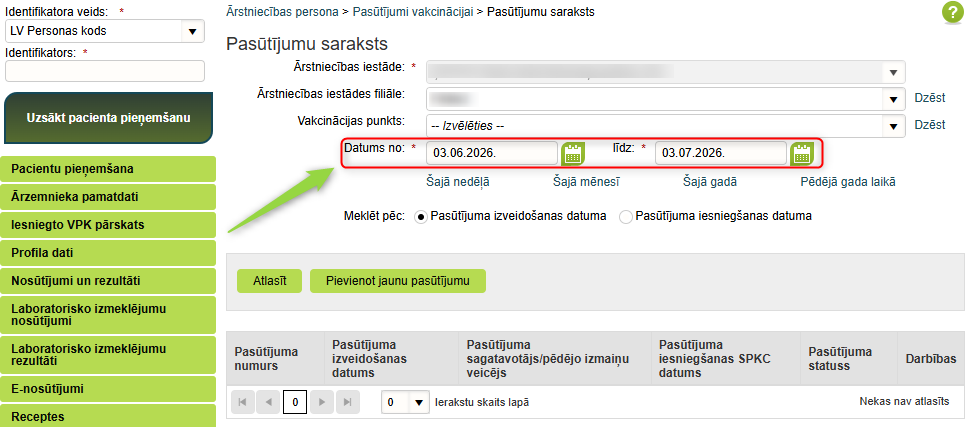 Identifikatora veids: *
LV Personas kods
Identifikators: *
Uzsākt pacienta pieņemšanu
Pacientu pieņemšana
Ārzemnieka pamatdati
Iesniegto VPK pārskats
Profila dati
Nosūtījumi un rezultāti
Laboratorisko izmeklējumu
nosūtījumi
Laboratorisko izmeklējumu
rezultāti
E-nosūtījumi
Receptes
Ārstniecības persona > Pasūtījumi vakcinācijai > Pasūtījumu saraksts
?
Pasūtījumu saraksts
Ārstniecības iestāde: *
Ārstniecības iestādes filiāle: Dzēst
Vakcinācijas punkts: -- Izvēlēties -- Dzēst
Datums no: * 03.06.2026. līdz: * 03.07.2026.
Šajā nedēļā Šajā mēnesī Šajā gadā Pēdējā gada laikā
Meklēt pēc: Pasūtījuma izveidošanas datuma Pasūtījuma iesniegšanas datuma
Atlasīt Pievienot jaunu pasūtījumu
Pasūtījuma numurs Pasūtījuma izveidošanas datums Pasūtījuma sagatavotājs/pēdējo izmaiņu veicējs Pasūtījuma iesniegšanas SPKC datums Pasūtījuma statuss Darbības
0 0 Ierakstu skaits lapā Nekas nav atlasīts